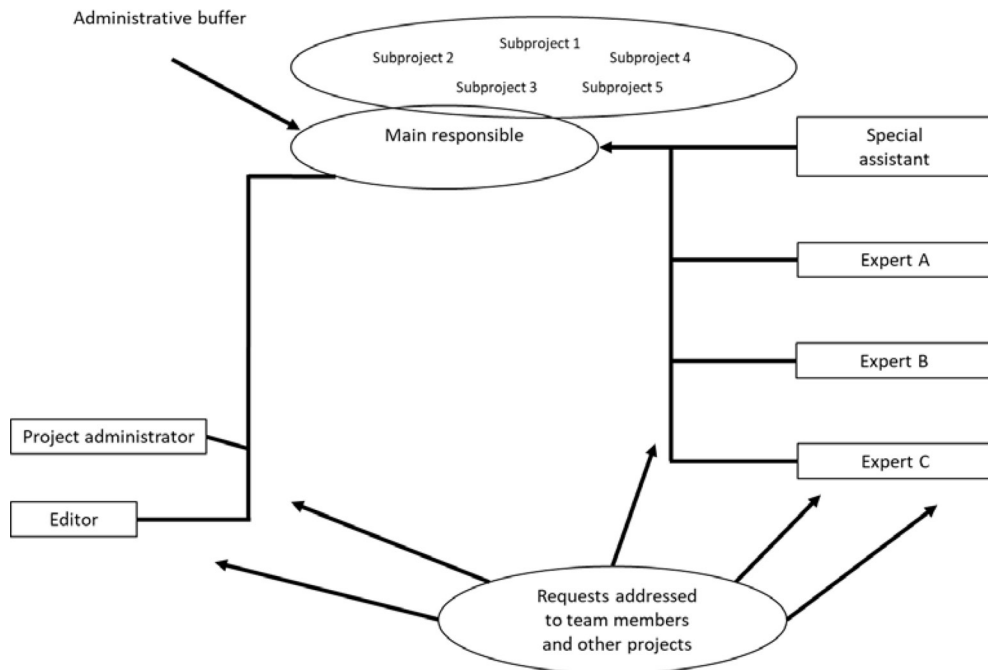 Administrative buffer
Subproject 1
Subproject 2
Subproject 4
Subproject 3
Subproject 5
Main responsible
Special
assistant
Expert A
Expert B
Project administrator
Expert C
Editor
Requests addressed
to team members
and other projects